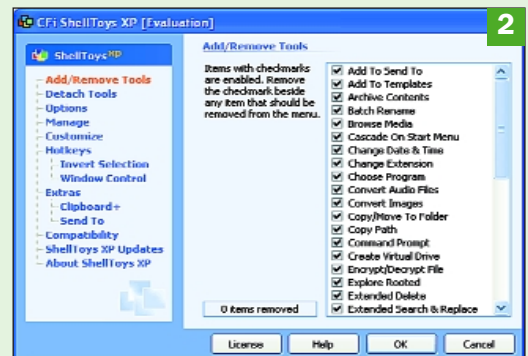 CFi ShellToys XP [Evaluation]
2
ShellToys XP
Add/Remove Tools
Detach Tools
Options
Manage
Customize
Hotkeys
Invert Selection
Window Control
Extras
Clipboard+
Send To
Compatibility
ShellToys XP Updates
About ShellToys XP
Add/Remove Tools
Items with checkmarks
are enabled. Remove
the checkmark beside
any item that should be
removed from the menu.
0 items removed
Add To Send To
Add To Templates
Archive Contents
Batch Rename
Browse Media
Cascade On Start Menu
Change Date & Time
Change Extension
Choose Program
Convert Audio Files
Convert Images
Copy/Move To Folder
Copy Path
Command Prompt
Create Virtual Drive
Encrypt/Decrypt File
Explore Rooted
Extended Delete
Extended Search & Replace
License Help OK Cancel